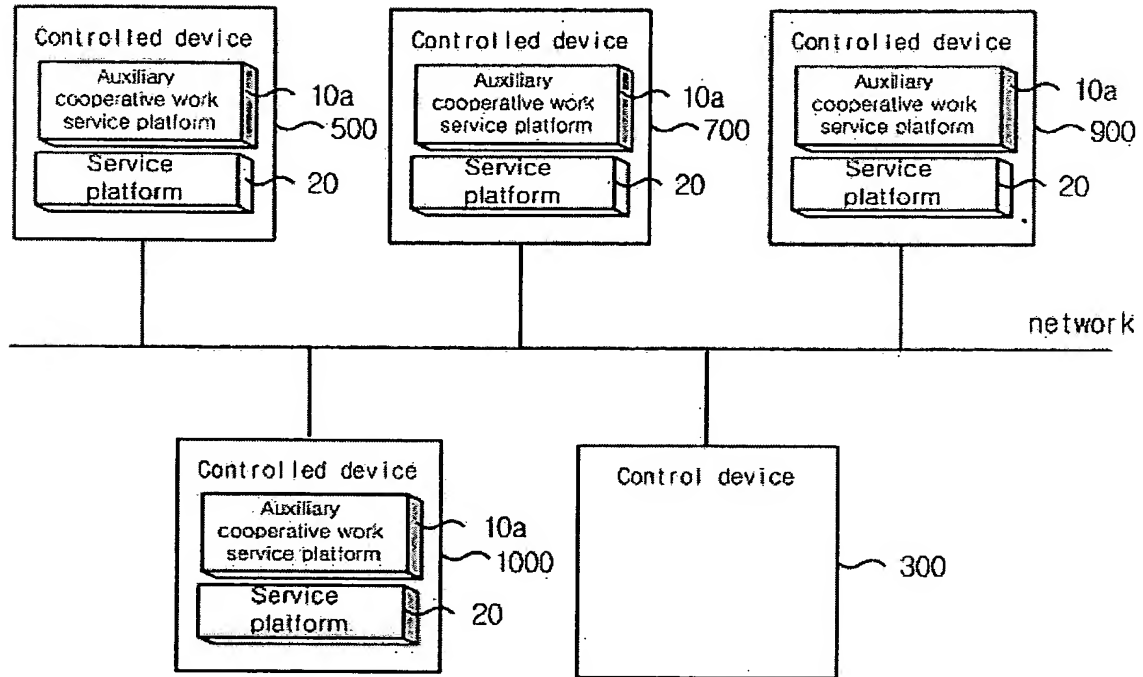 Controlled device
Auxiliary
cooperative work
service platform
10a
500
Service
platform
20
Controlled device
Auxiliary
cooperative work
service platform
10a
700
Service
platform
20
Controlled device
Auxiliary
cooperative work
service platform
10a
900
Service
platform
20
network
Controlled device
Auxiliary
cooperative work
service platform
10a
1000
Service
platform
20
Control device
300